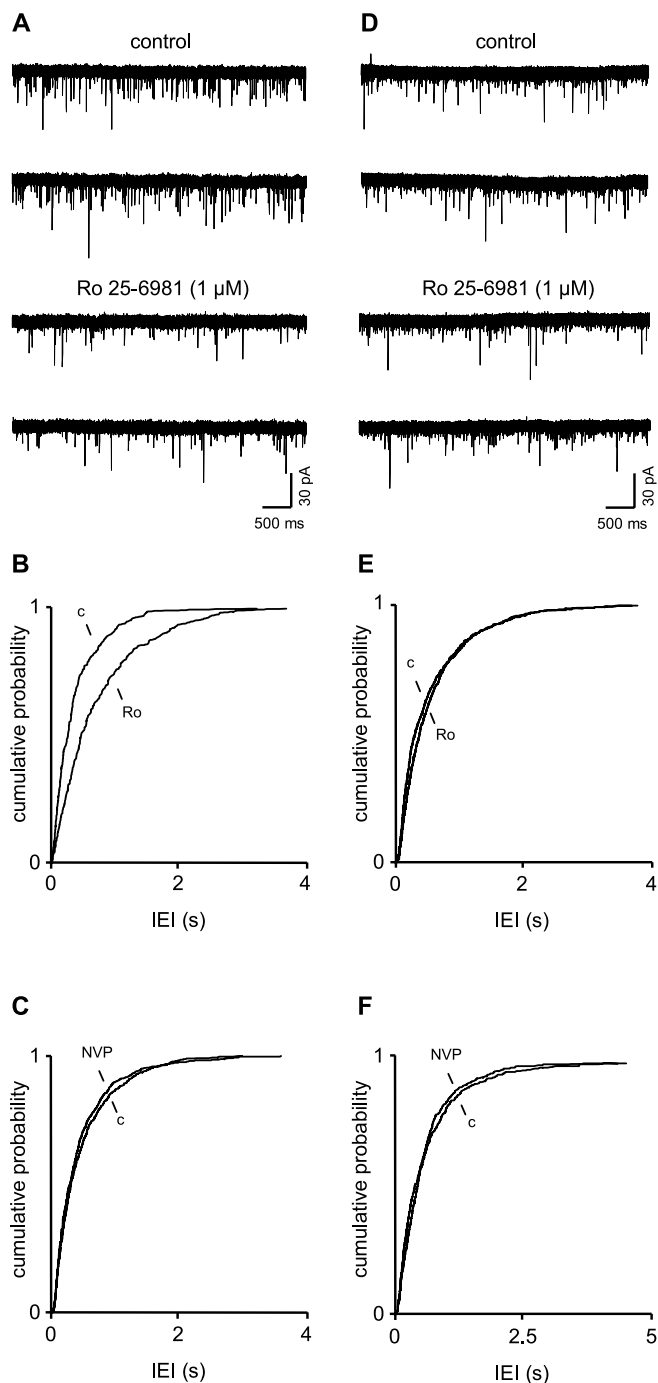 A
control
Ro 25-6981 (1 µM)
30 pA
500 ms
D
control
Ro 25-6981 (1 µM)
30 pA
500 ms
B
cumulative probability
1
0
c
Ro
0 2 4
IEI (s)
E
cumulative probability
1
0
c
Ro
0 2 4
IEI (s)
C
cumulative probability
1
0
NVP
c
0 2 4
IEI (s)
F
cumulative probability
1
0
NVP
c
0 2.5 5
IEI (s)